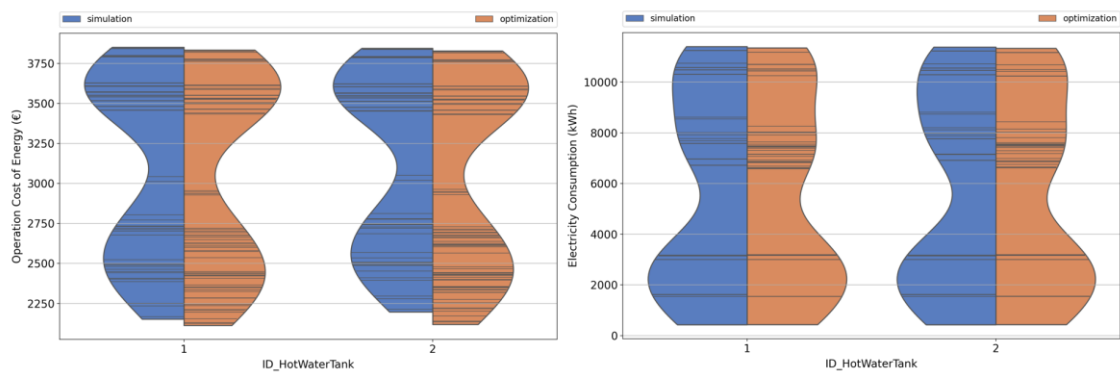 simulation optimization
Operation Cost of Energy (€)
3750
3500
3250
3000
2750
2500
2250
1 2
ID_HotWaterTank
simulation optimization
Electricity Consumption (kWh)
10000
8000
6000
4000
2000
0
1 2
ID_HotWaterTank